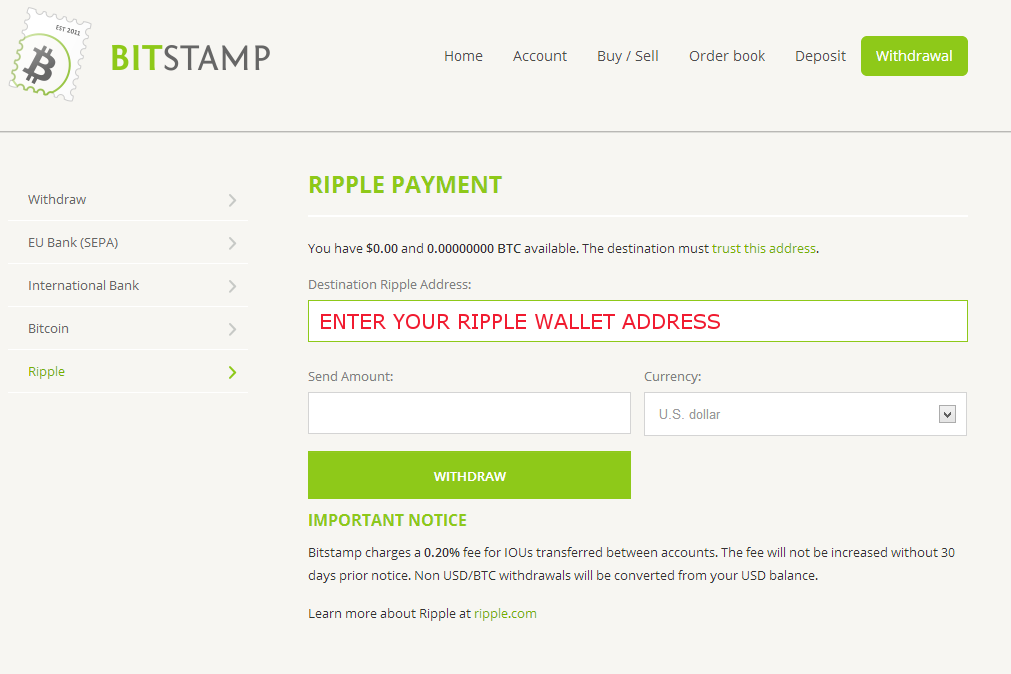 EST 2011
BITSTAMP
Home Account Buy / Sell Order book Deposit Withdrawal
Withdraw
EU Bank (SEPA)
International Bank
Bitcoin
Ripple
RIPPLE PAYMENT
You have $0.00 and 0.00000000 BTC available. The destination must trust this address.
Destination Ripple Address:
ENTER YOUR RIPPLE WALLET ADDRESS
Send Amount: Currency:
U.S. dollar
WITHDRAW
IMPORTANT NOTICE
Bitstamp charges a 0.20% fee for IOUs transferred between accounts. The fee will not be increased without 30
days prior notice. Non USD/BTC withdrawals will be converted from your USD balance.
Learn more about Ripple at ripple.com